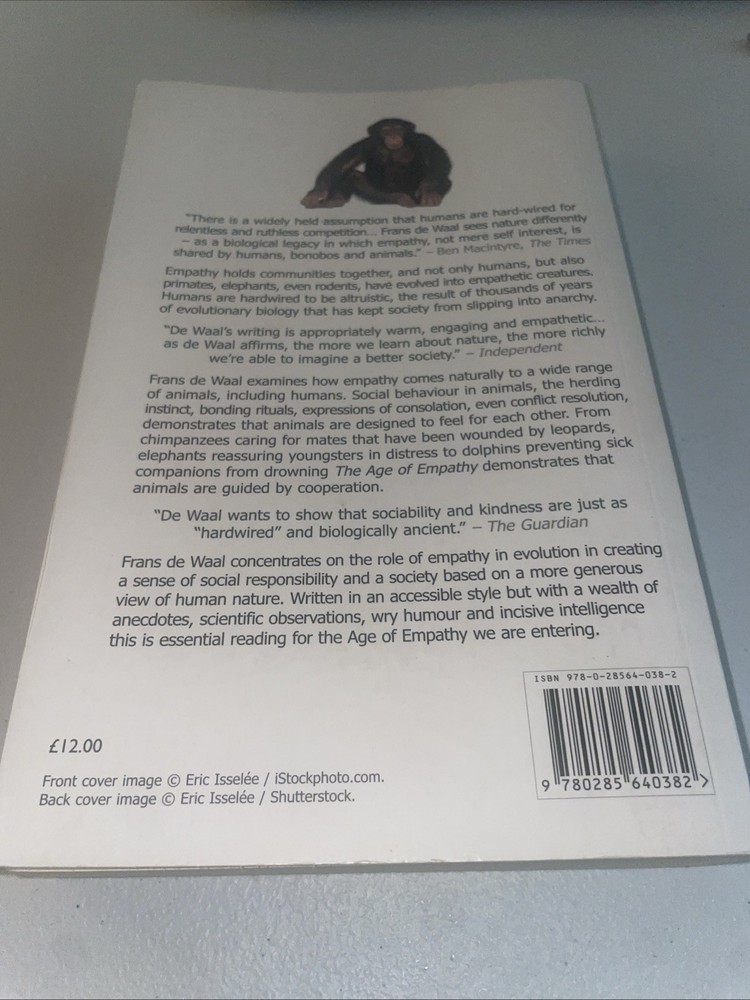 "There is a widely held assumption that humans are hard-wired for
relentless and ruthless competition... Frans de Waal sees nature differently
– as a biological legacy in which empathy, not mere self interest, is
shared by humans, bonobos and animals." – Ben Macintyre, The Times
Empathy holds communities together, and not only humans, but also
primates, elephants, even rodents, have evolved into empathetic creatures.
Humans are hardwired to be altruistic, the result of thousands of years
of evolutionary biology that has kept society from slipping into anarchy.
"De Waal's writing is appropriately warm, engaging and empathetic...
as de Waal affirms, the more we learn about nature, the more richly
we're able to imagine a better society." – Independent
Frans de Waal examines how empathy comes naturally to a wide range
of animals, including humans. Social behaviour in animals, the herding
instinct, bonding rituals, expressions of consolation, even conflict resolution,
demonstrates that animals are designed to feel for each other. From
chimpanzees caring for mates that have been wounded by leopards,
elephants reassuring youngsters in distress to dolphins preventing sick
companions from drowning The Age of Empathy demonstrates that
animals are guided by cooperation.
"De Waal wants to show that sociability and kindness are just as
"hardwired" and biologically ancient." – The Guardian
Frans de Waal concentrates on the role of empathy in evolution in creating
a sense of social responsibility and a society based on a more generous
view of human nature. Written in an accessible style but with a wealth of
anecdotes, scientific observations, wry humour and incisive intelligence
this is essential reading for the Age of Empathy we are entering.
ISBN 978-0-28564-038-2
9 780285 640382 >
£12.00
Front cover image © Eric Isselée / iStockphoto.com.
Back cover image © Eric Isselée / Shutterstock.